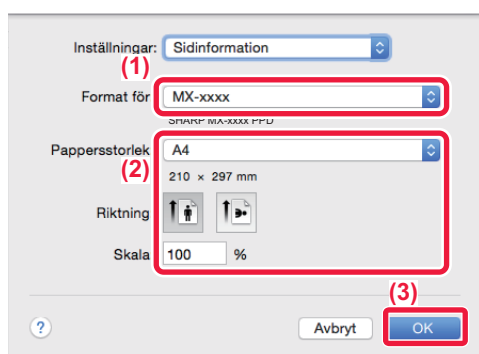 Inställningar: Sidinformation
(1)
Format för MX-xxxx
SHARP MX-xxxx PPD
Pappersstorlek A4
(2)
210 × 297 mm
Riktning
Skala 100 %
(3)
? Avbryt OK